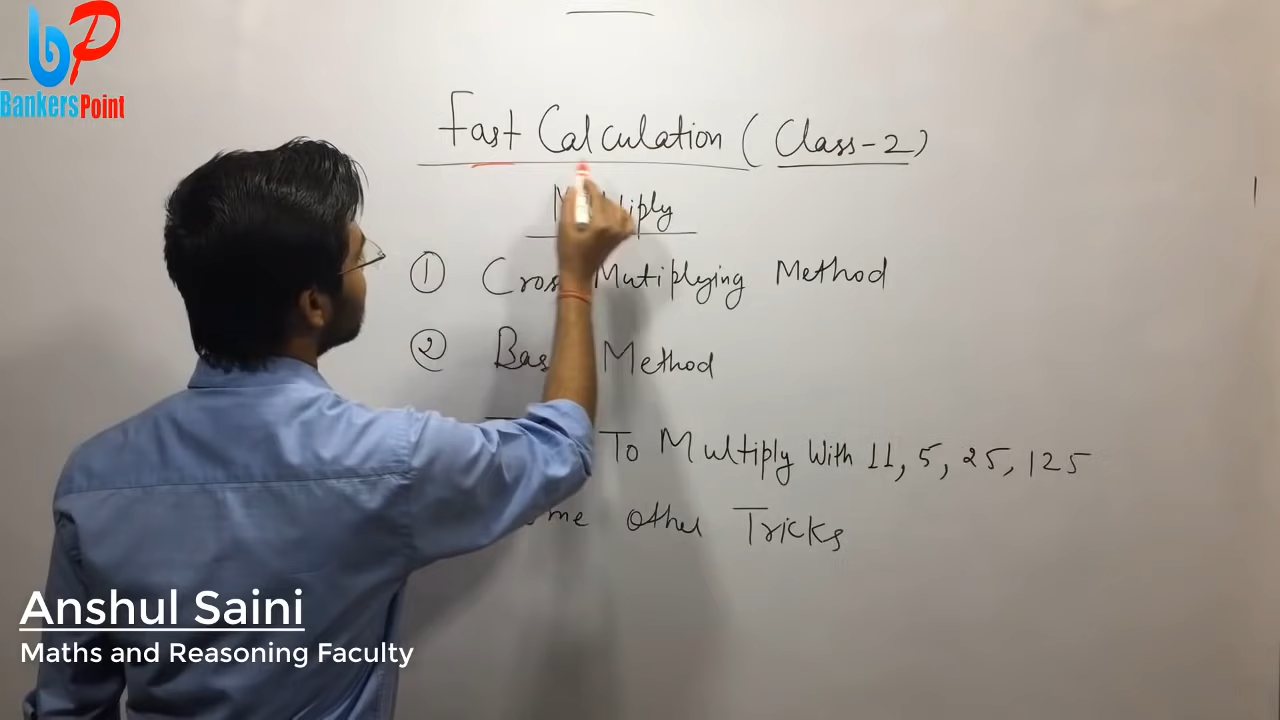 BankersPoint
Fast Calculation (Class-2)
① Mutiplying Method
② Method
To Multiply With 11, 5, 25, 125
other Tricks
Anshul Saini
Maths and Reasoning Faculty